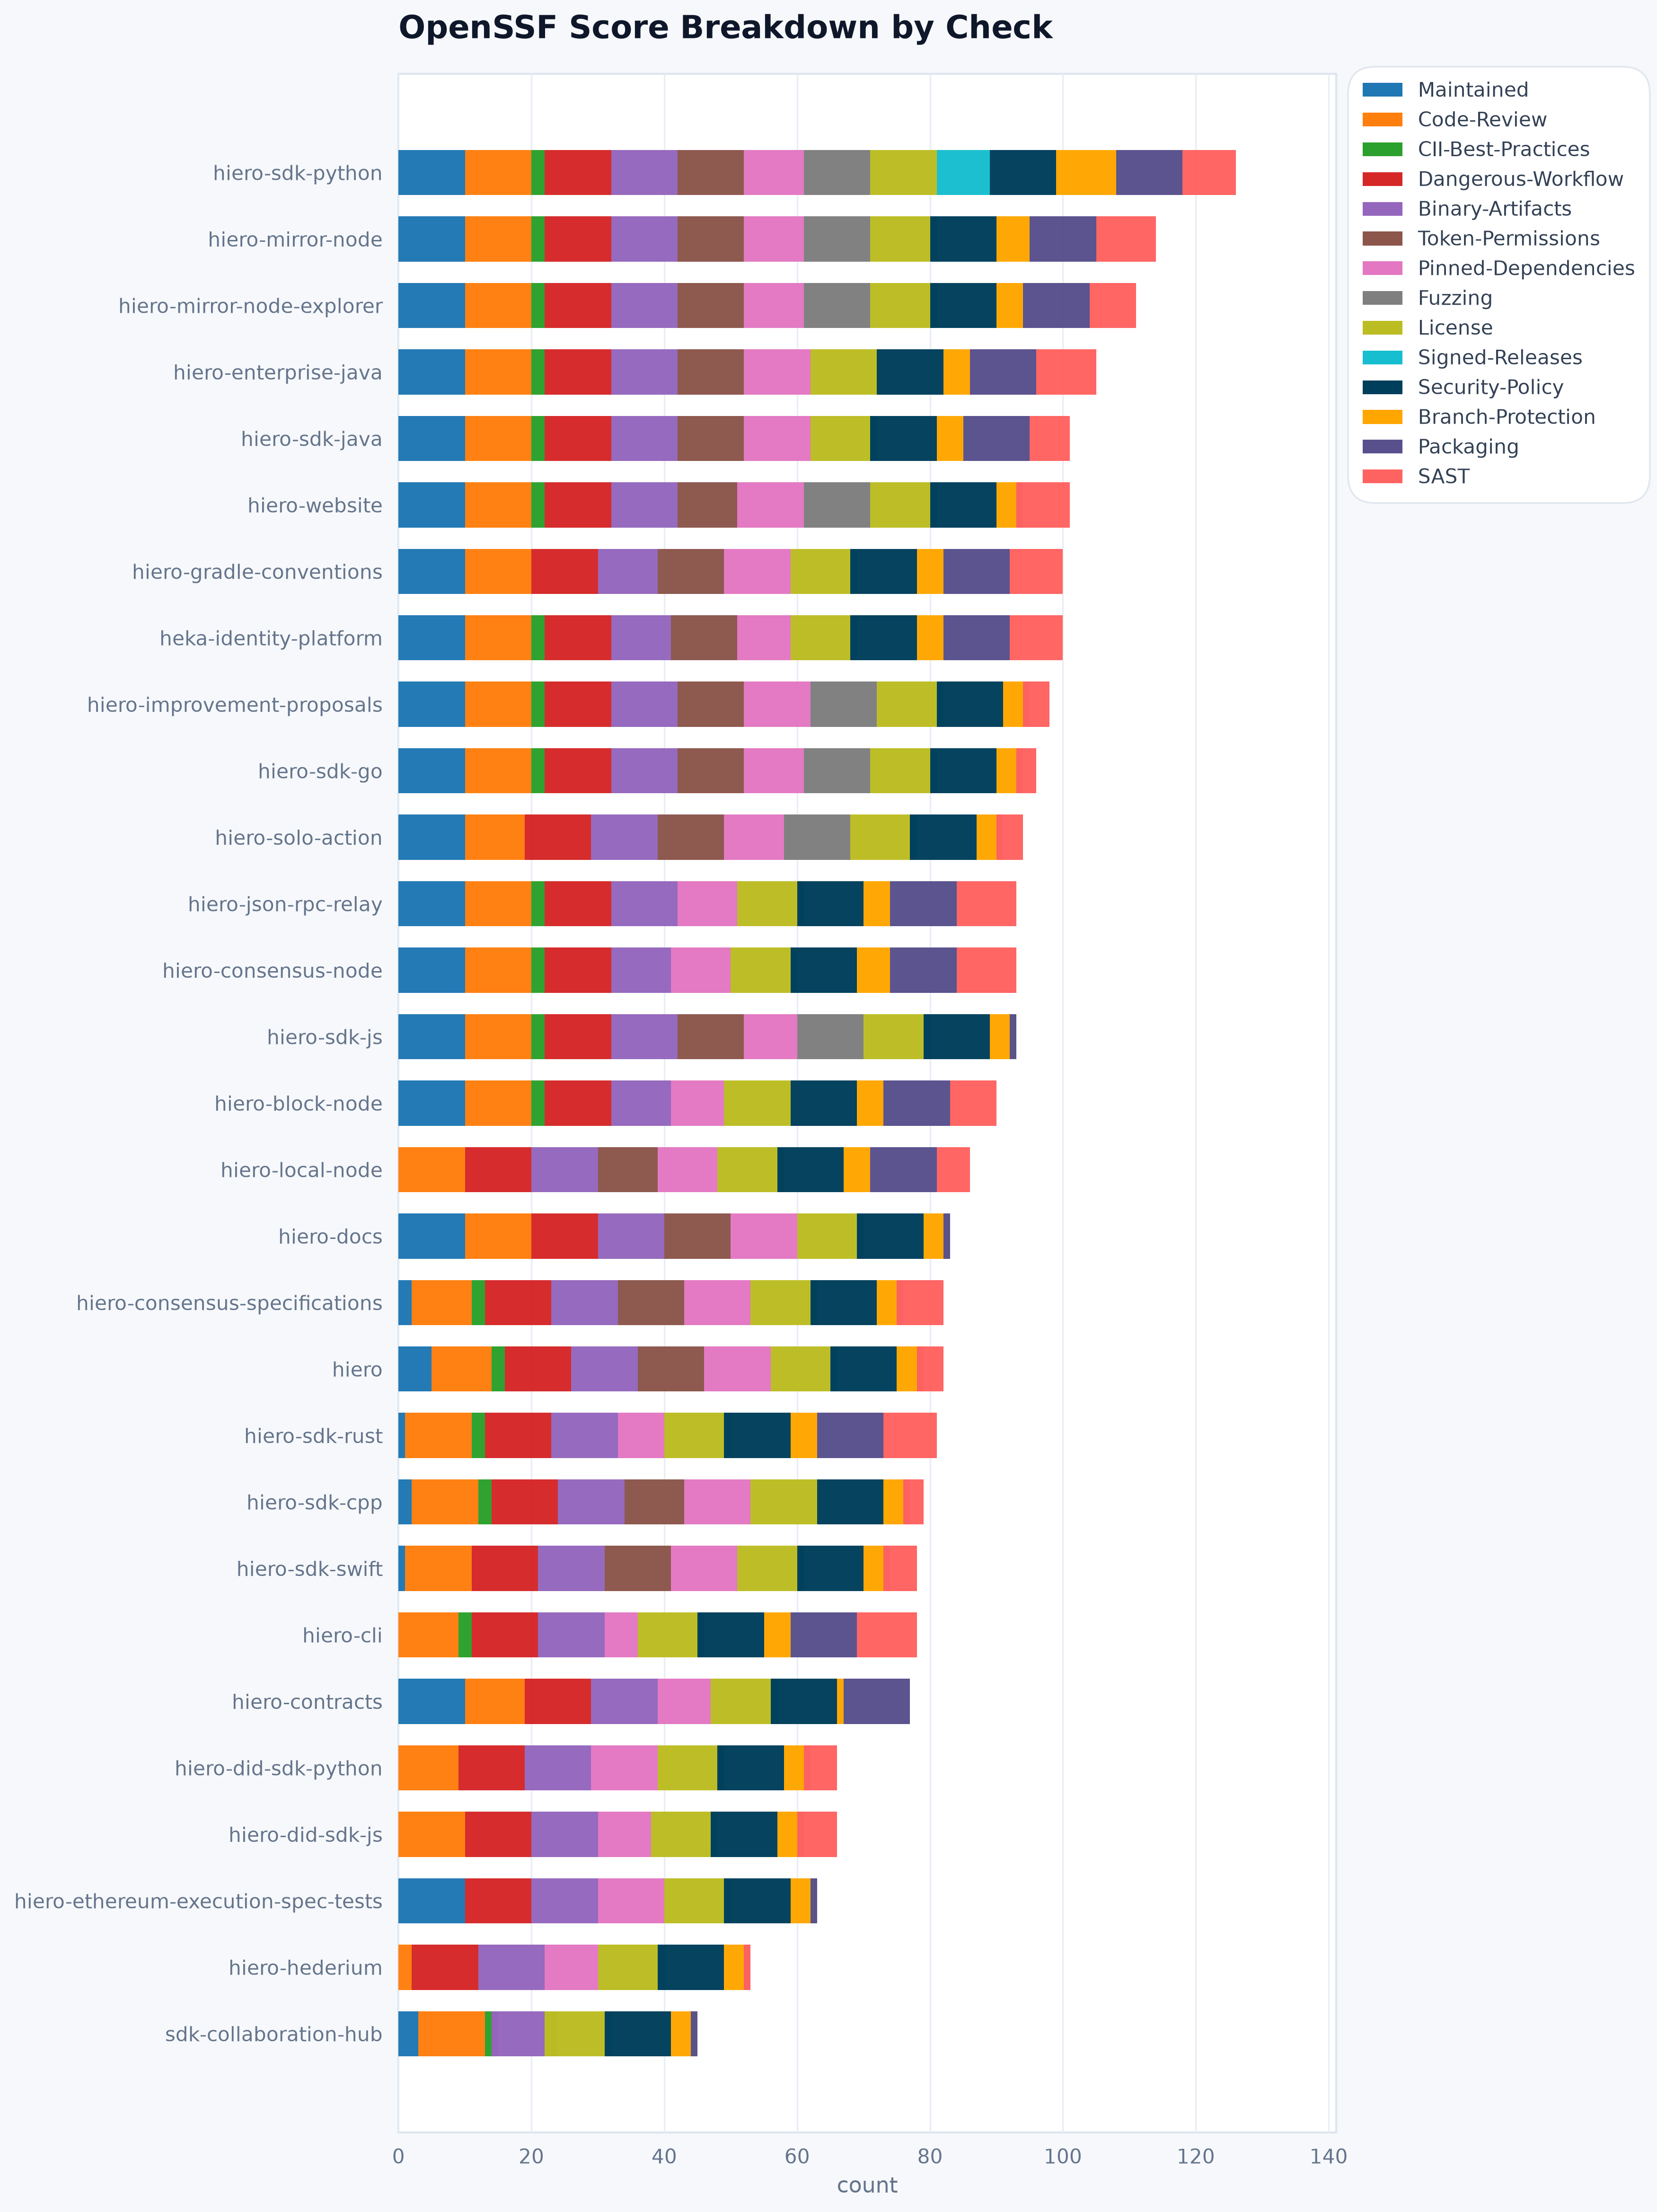 OpenSSF Score Breakdown by Check
Maintained
Code-Review
CII-Best-Practices
Dangerous-Workflow
Binary-Artifacts
Token-Permissions
Pinned-Dependencies
Fuzzing
License
Signed-Releases
Security-Policy
Branch-Protection
Packaging
SAST
hiero-sdk-python
hiero-mirror-node
hiero-mirror-node-explorer
hiero-enterprise-java
hiero-sdk-java
hiero-website
hiero-gradle-conventions
heka-identity-platform
hiero-improvement-proposals
hiero-sdk-go
hiero-solo-action
hiero-json-rpc-relay
hiero-consensus-node
hiero-sdk-js
hiero-block-node
hiero-local-node
hiero-docs
hiero-consensus-specifications
hiero
hiero-sdk-rust
hiero-sdk-cpp
hiero-sdk-swift
hiero-cli
hiero-contracts
hiero-did-sdk-python
hiero-did-sdk-js
hiero-ethereum-execution-spec-tests
hiero-hederium
sdk-collaboration-hub
0 20 40 60 80 100 120 140
count